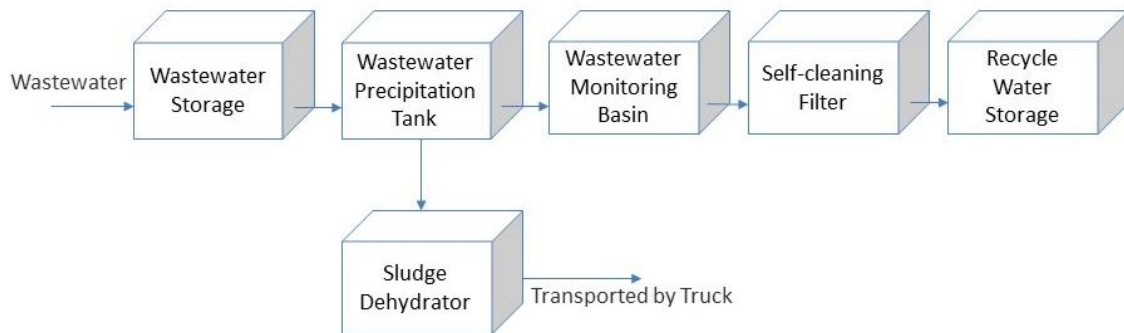 Wastewater
Wastewater
Storage
Wastewater
Precipitation
Tank
Wastewater
Monitoring
Basin
Self-cleaning
Filter
Recycle
Water
Storage
Sludge
Dehydrator
Transported by Truck